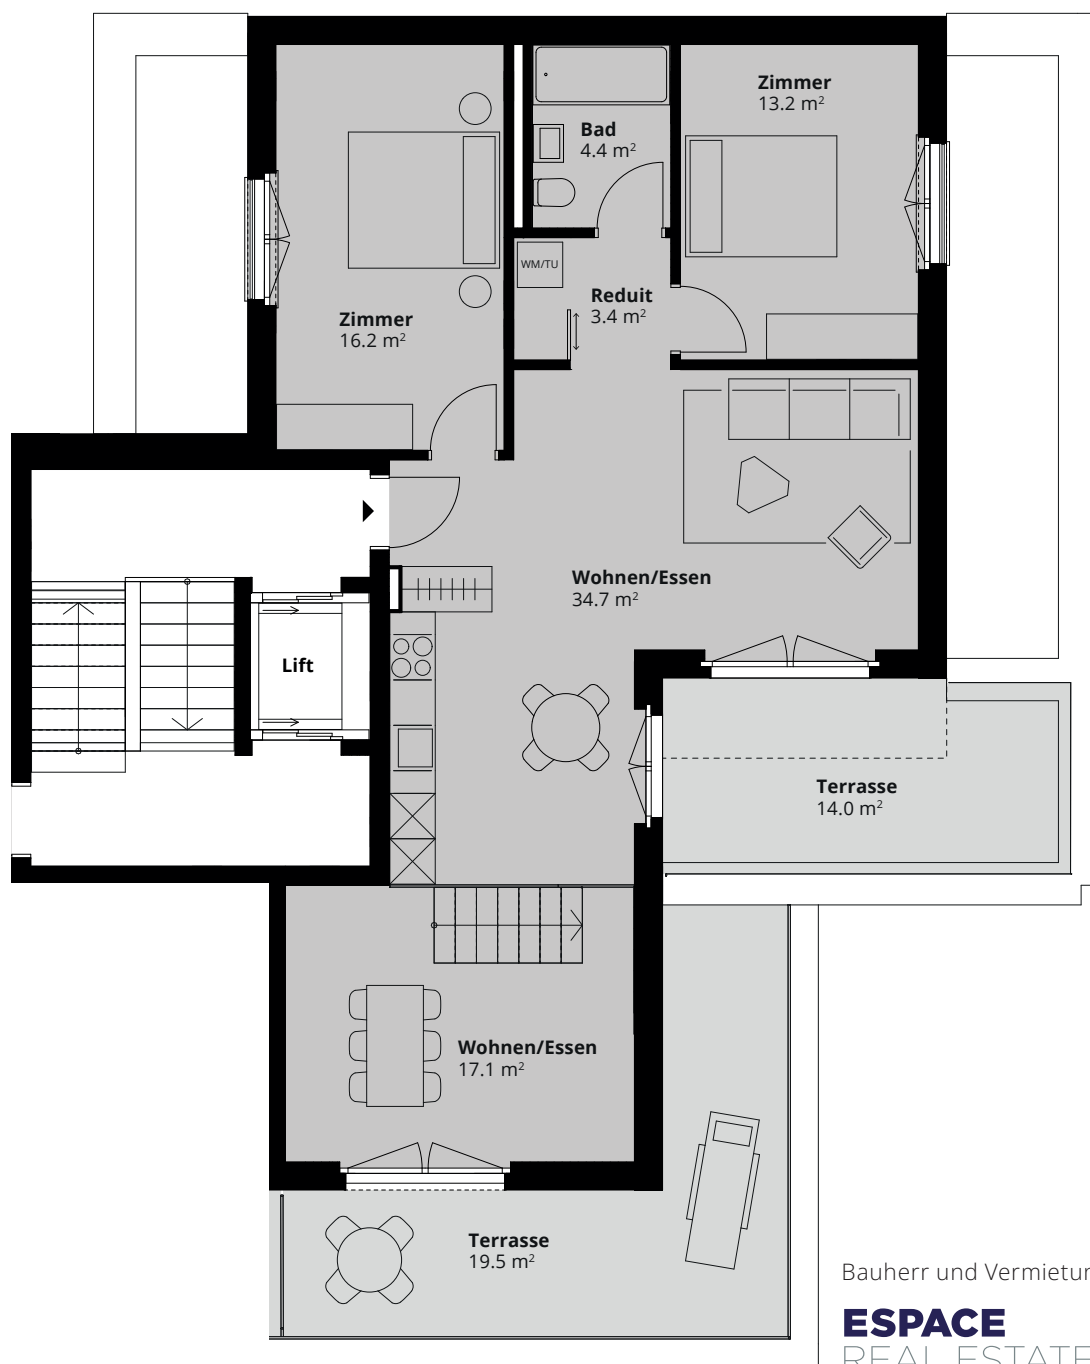 Zimmer
13.2 m²
Bad
4.4 m²
WM/TU
Reduit
3.4 m²
Zimmer
16.2 m²
Wohnen/Essen
34.7 m²
Lift
Terrasse
14.0 m²
Wohnen/Essen
17.1 m²
Terrasse
19.5 m²
Bauherr und Vermietun
ESPACE
REAL ESTATE